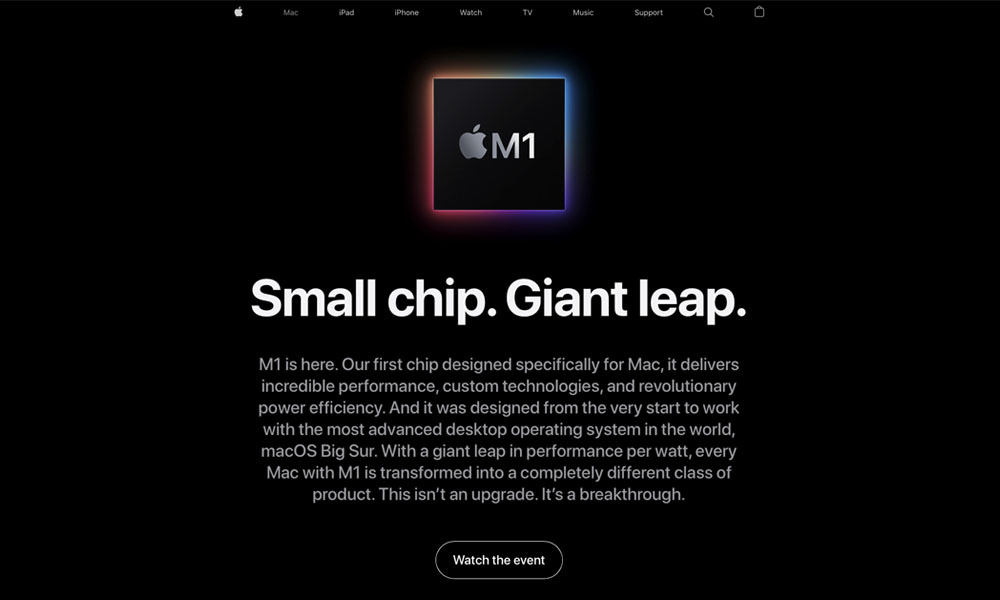 Mac iPad iPhone Watch TV Music Support
M1
Small chip. Giant leap.
M1 is here. Our first chip designed specifically for Mac, it delivers
incredible performance, custom technologies, and revolutionary
power efficiency. And it was designed from the very start to work
with the most advanced desktop operating system in the world,
macOS Big Sur. With a giant leap in performance per watt, every
Mac with M1 is transformed into a completely different class of
product. This isn’t an upgrade. It’s a breakthrough.
Watch the event